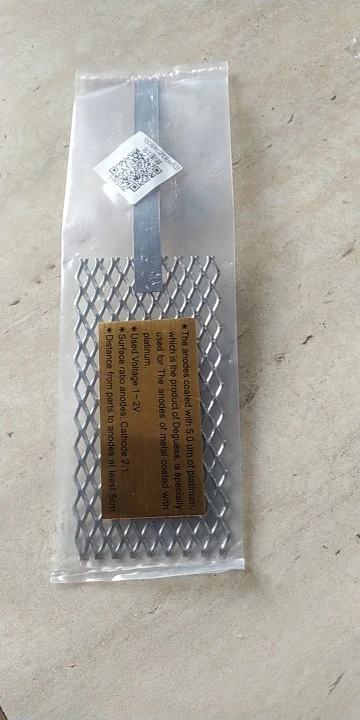 * The anodes coated with 5.0 um of platinum,
which is the product of Deguess, is specially
used for The anodes of metal coated with
platinum.
* Used Voltage 1~2V.
* Surface ratio anodes: Cathode 2:1.
* Distance from parts to anodes at least 5cm.